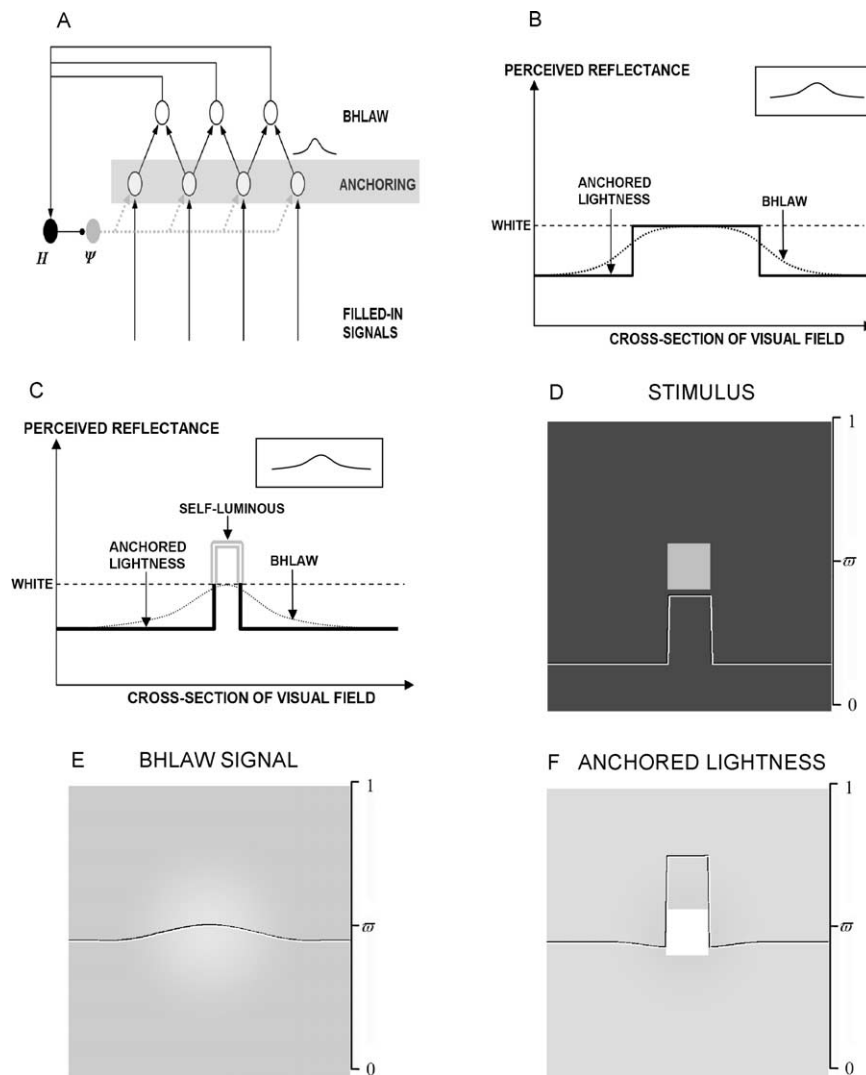 A
BHLAW
ANCHORING
H
Ψ
FILLED-IN
SIGNALS
B
PERCEIVED REFLECTANCE
ANCHORED
LIGHTNESS
BHLAW
WHITE
CROSS-SECTION OF VISUAL FIELD
C
PERCEIVED REFLECTANCE
SELF-LUMINOUS
ANCHORED
LIGHTNESS
BHLAW
WHITE
CROSS-SECTION OF VISUAL FIELD
D STIMULUS
1
ϖ
0
E BHLAW SIGNAL
1
ϖ
0
F ANCHORED LIGHTNESS
1
ϖ
0